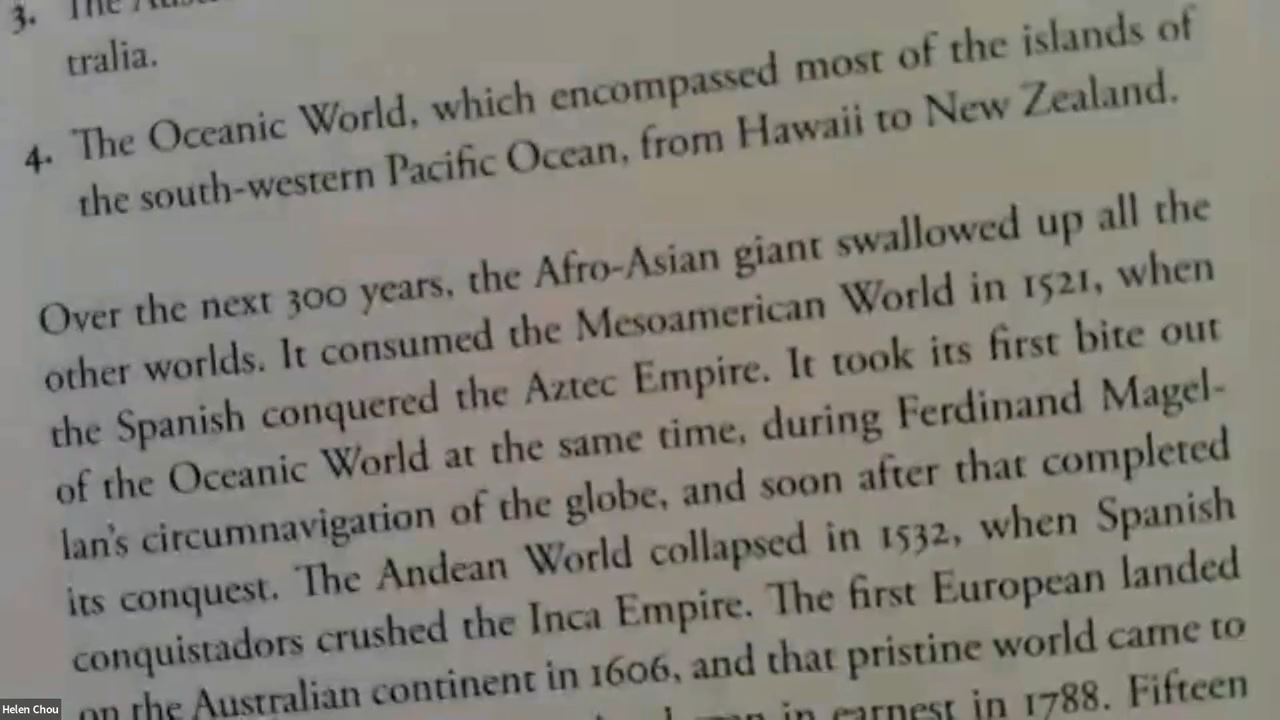 3. The
tralia.
4. The Oceanic World, which encompassed most of the islands of
the south-western Pacific Ocean, from Hawaii to New Zealand.
Over the next 300 years, the Afro-Asian giant swallowed up all the
other worlds. It consumed the Mesoamerican World in 1521, when
the Spanish conquered the Aztec Empire. It took its first bite out
of the Oceanic World at the same time, during Ferdinand Magel-
lan's circumnavigation of the globe, and soon after that completed
its conquest. The Andean World collapsed in 1532, when Spanish
conquistadors crushed the Inca Empire. The first European landed
on the Australian continent in 1606, and that pristine world came to
in earnest in 1788. Fifteen
Helen Chou